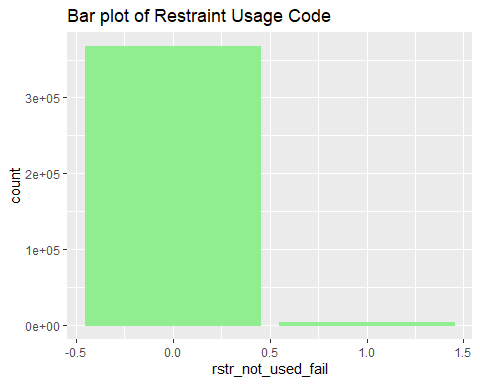 Bar plot of Restraint Usage Code
count
3e+05
2e+05
1e+05
0e+00
-0.5 0.0 0.5 1.0 1.5
rstr_not_used_fail